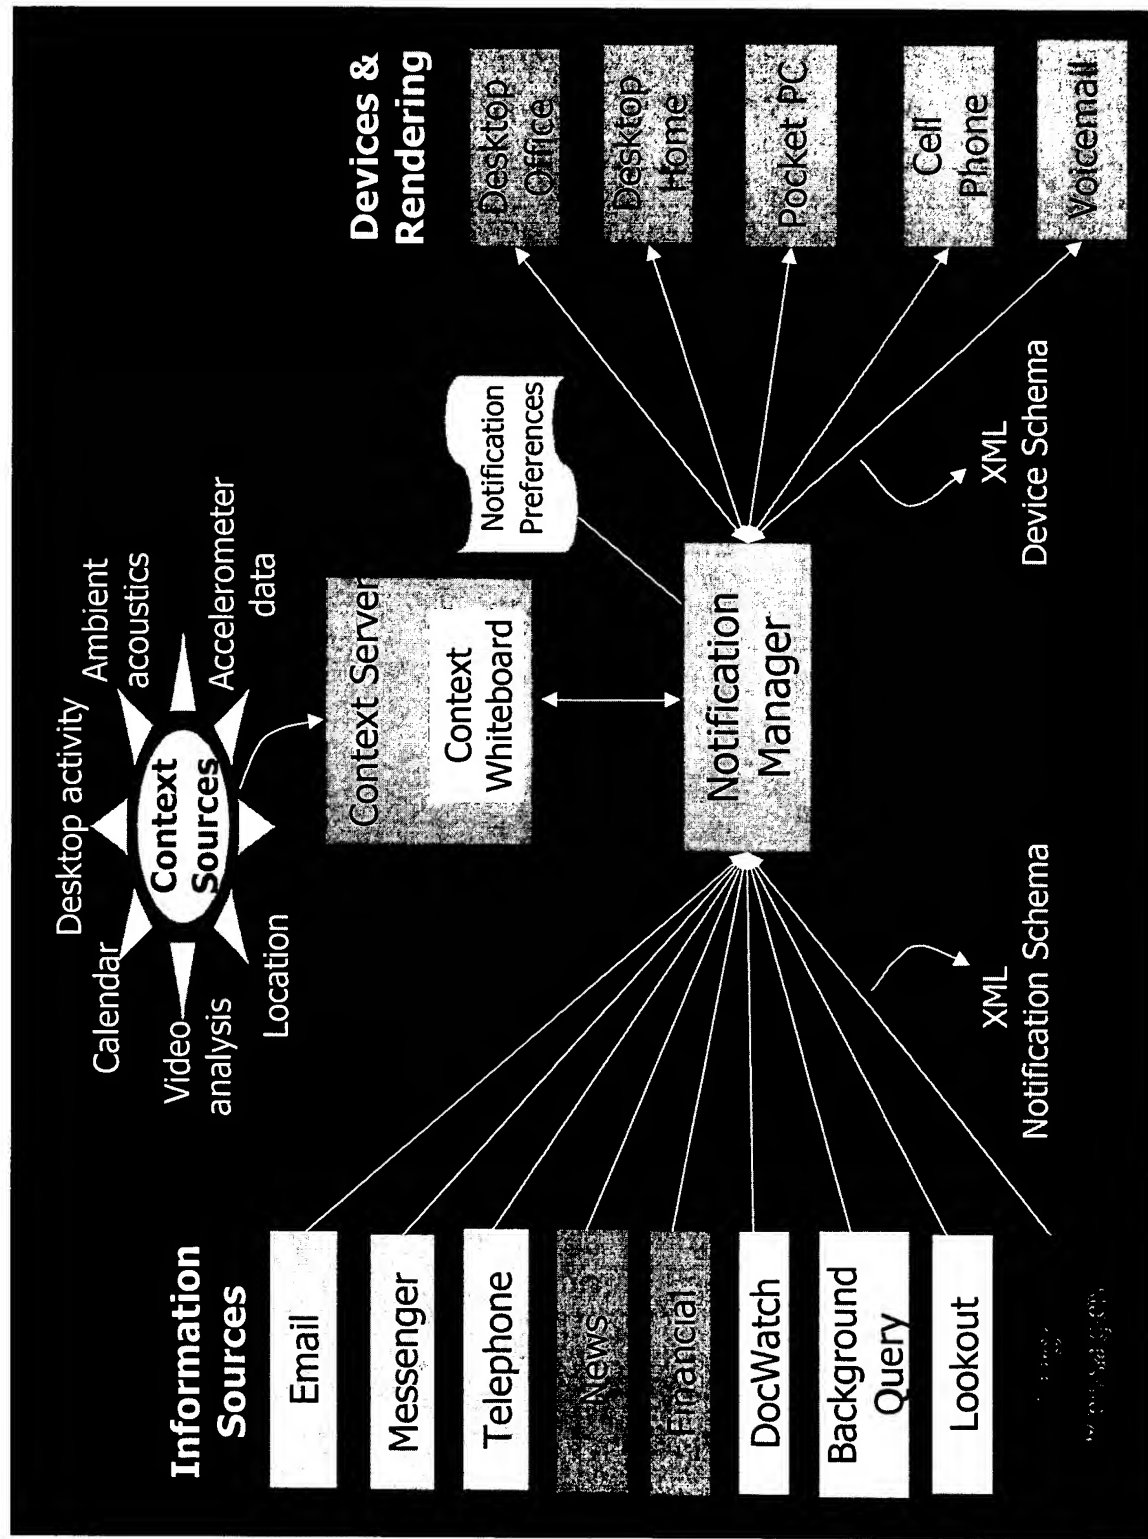 Desktop activity
Calendar
Ambient
acoustics
Video
analysis
Context
Sources
Accelerometer
data
Location
Information
Sources
Devices &
Rendering
Email
Messenger
Telephone
News
Financial
DocWatch
Background
Query
Lookout
Context Server
Context
Whiteboard
Notification
Preferences
Notification
Manager
Desktop
Office
Desktop
Home
Pocket PC
Cell
Phone
Voicemail
XML
Notification Schema
XML
Device Schema